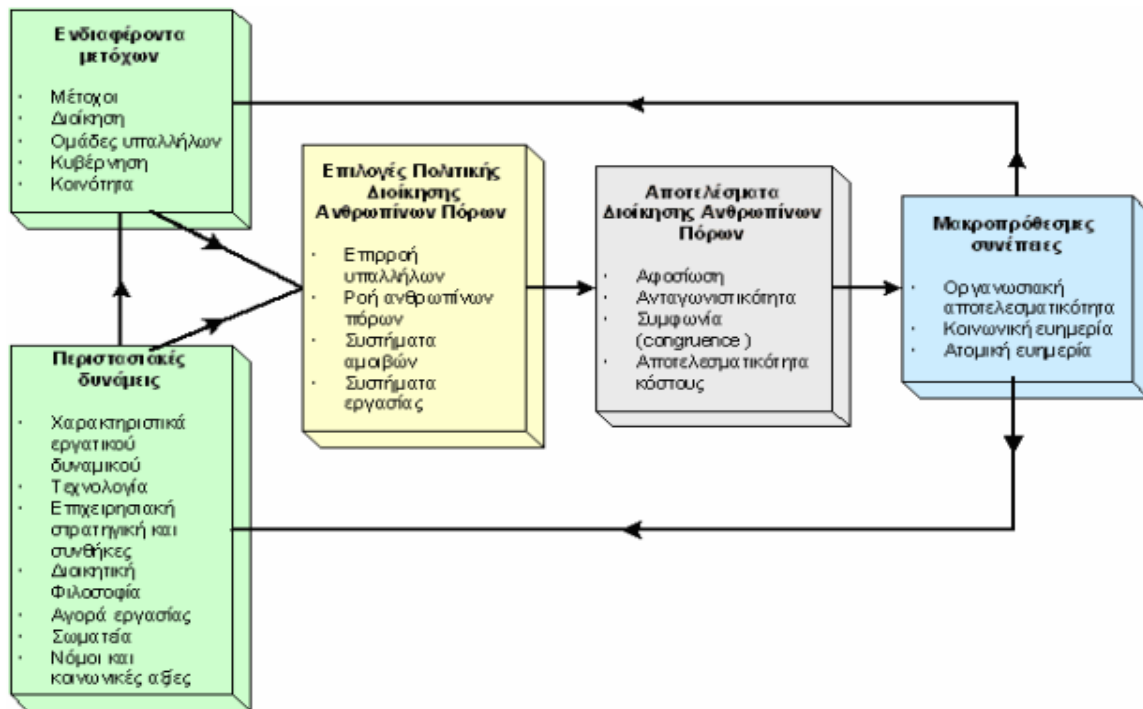 Ενδιαφέροντα
μετόχων
· Μέτοχοι
· Διοίκηση
· Ομάδες υπαλλήλων
· Κυβέρνηση
· Κοινότητα
Περιστασιακές
δυνάμεις
· Χαρακτηριστικά
εργατικού
δυναμικού
· Τεχνολογία
· Επιχειρησιακή
στρατηγική και
συνθήκες
· Διοικητική
Φιλοσοφία
· Αγορά εργασίας
· Σωματεία
· Νόμοι και
κοινωνικές αξίες
Επιλογές Πολιτικής
Διοίκησης
Ανθρωπίνων Πόρων
· Επιρροή
υπαλλήλων
· Ροή ανθρωπίνων
πόρων
· Συστήματα
αμοιβών
· Συστήματα
εργασίας
Αποτελέσματα
Διοίκησης Ανθρωπίνων
Πόρων
· Αφοσίωση
· Ανταγωνιστικότητα
· Συμφωνία
(congruence )
· Αποτελεσματικότητα
κόστους
Μακροπρόθεσμες
συνέπειες
· Οργανωσιακή
αποτελεσματικότητα
· Κοινωνική ευημερία
· Ατομική ευημερία